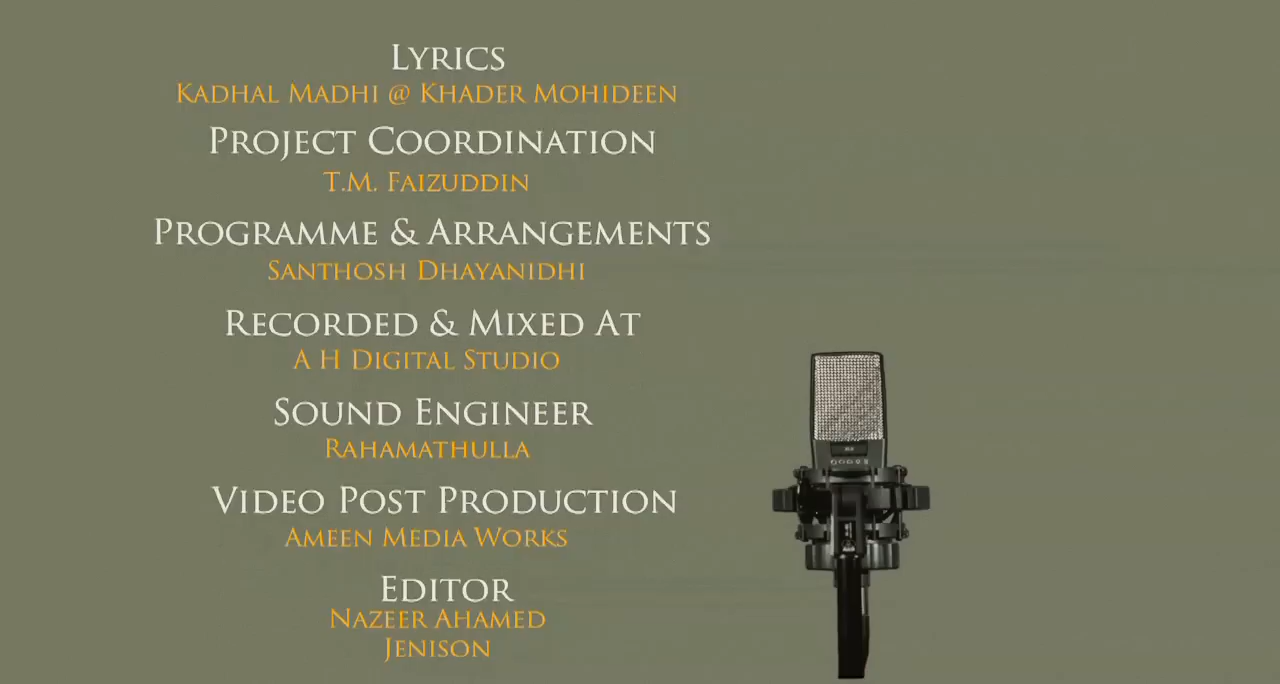 Lyrics
Kadhal Madhi @ Khader Mohideen
Project Coordination
T.M. Faizuddin
Programme & Arrangements
Santhosh Dhayanidhi
Recorded & Mixed At
A H Digital Studio
Sound Engineer
Rahamathulla
Video Post Production
Ameen Media Works
Editor
Nazeer Ahamed
Jenison